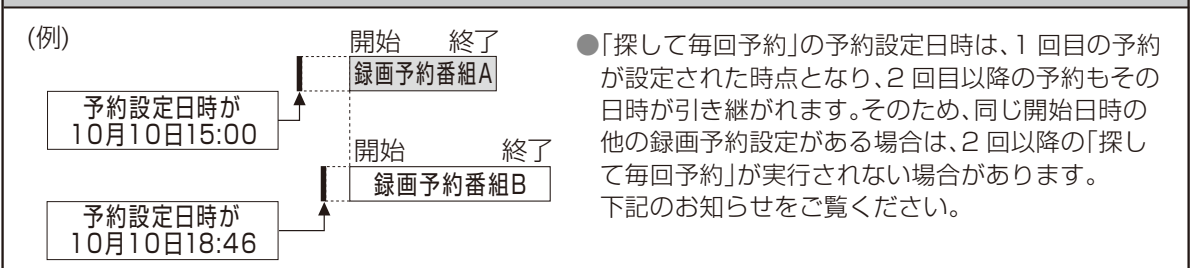 (例)
開始 終了
録画予約番組A
予約設定日時が
10月10日15:00
開始 終了
録画予約番組B
予約設定日時が
10月10日18:46
●「探して毎回予約」の予約設定日時は、1 回目の予約
が設定された時点となり、2 回目以降の予約もその
日時が引き継がれます。そのため、同じ開始日時の
他の録画予約設定がある場合は、2 回以降の「探し
て毎回予約」が実行されない場合があります。
下記のお知らせをご覧ください。